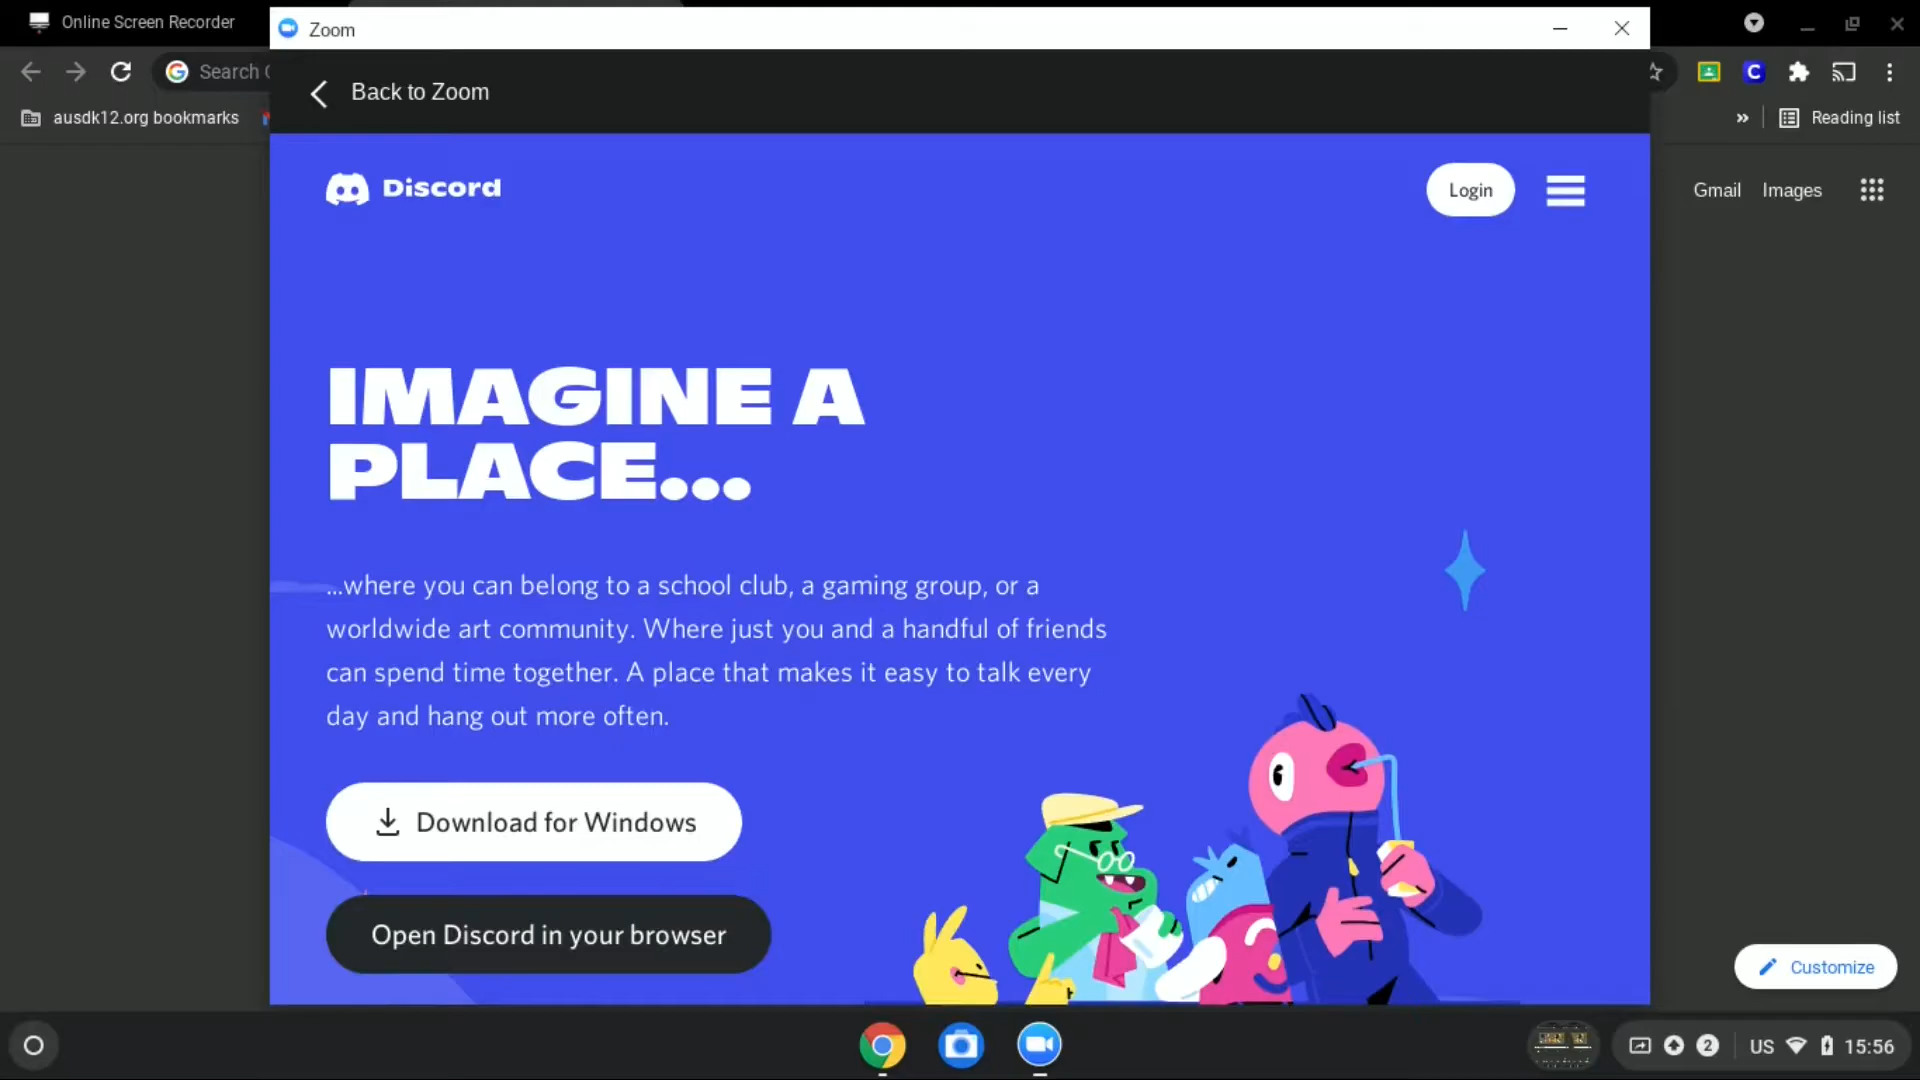 Online Screen Recorder
Zoom
Search
Back to Zoom
ausdk12.org bookmarks
»
Reading list
Discord
Login
Gmail
Images
IMAGINE A
PLACE...
...where you can belong to a school club, a gaming group, or a
worldwide art community. Where just you and a handful of friends
can spend time together. A place that makes it easy to talk every
day and hang out more often.
Download for Windows
Open Discord in your browser
Customize
2
US
15:56